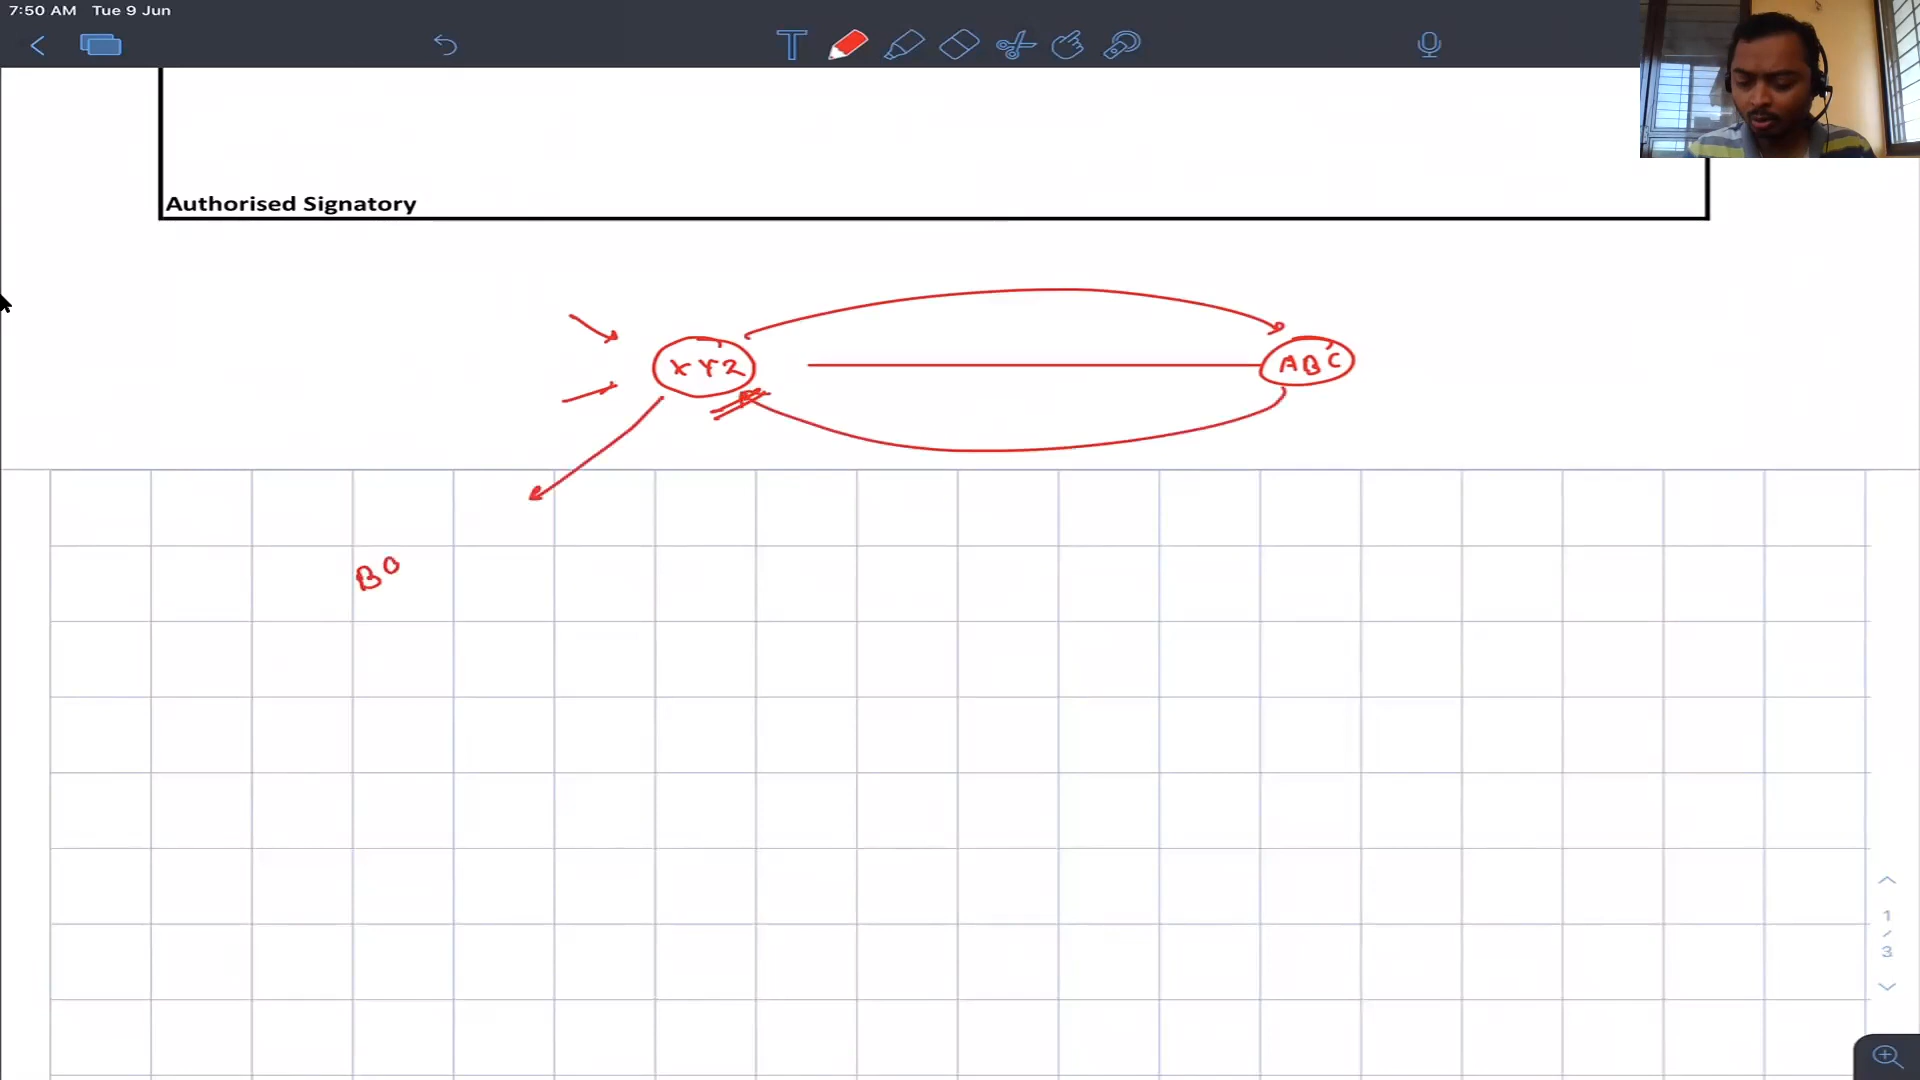 7:50 AM Tue 9 Jun
Authorised Signatory
XYZ
ABC
BO
1
/
3